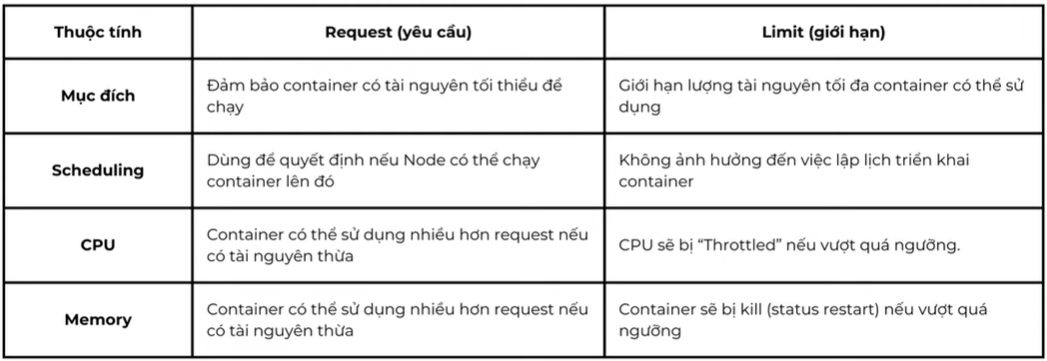 Thuộc tính
Request (yêu cầu)
Limit (giới hạn)
Mục đích
Đảm bảo container có tài nguyên tối thiểu để
chạy
Giới hạn lượng tài nguyên tối đa container có thể sử
dụng
Scheduling
Dùng để quyết định nếu Node có thể chạy
container lên đó
Không ảnh hưởng đến việc lập lịch triển khai
container
CPU
Container có thể sử dụng nhiều hơn request nếu
có tài nguyên thừa
CPU sẽ bị “Throttled” nếu vượt quá ngưỡng.
Memory
Container có thể sử dụng nhiều hơn request nếu
có tài nguyên thừa
Container sẽ bị kill (status restart) nếu vượt quá
ngưỡng